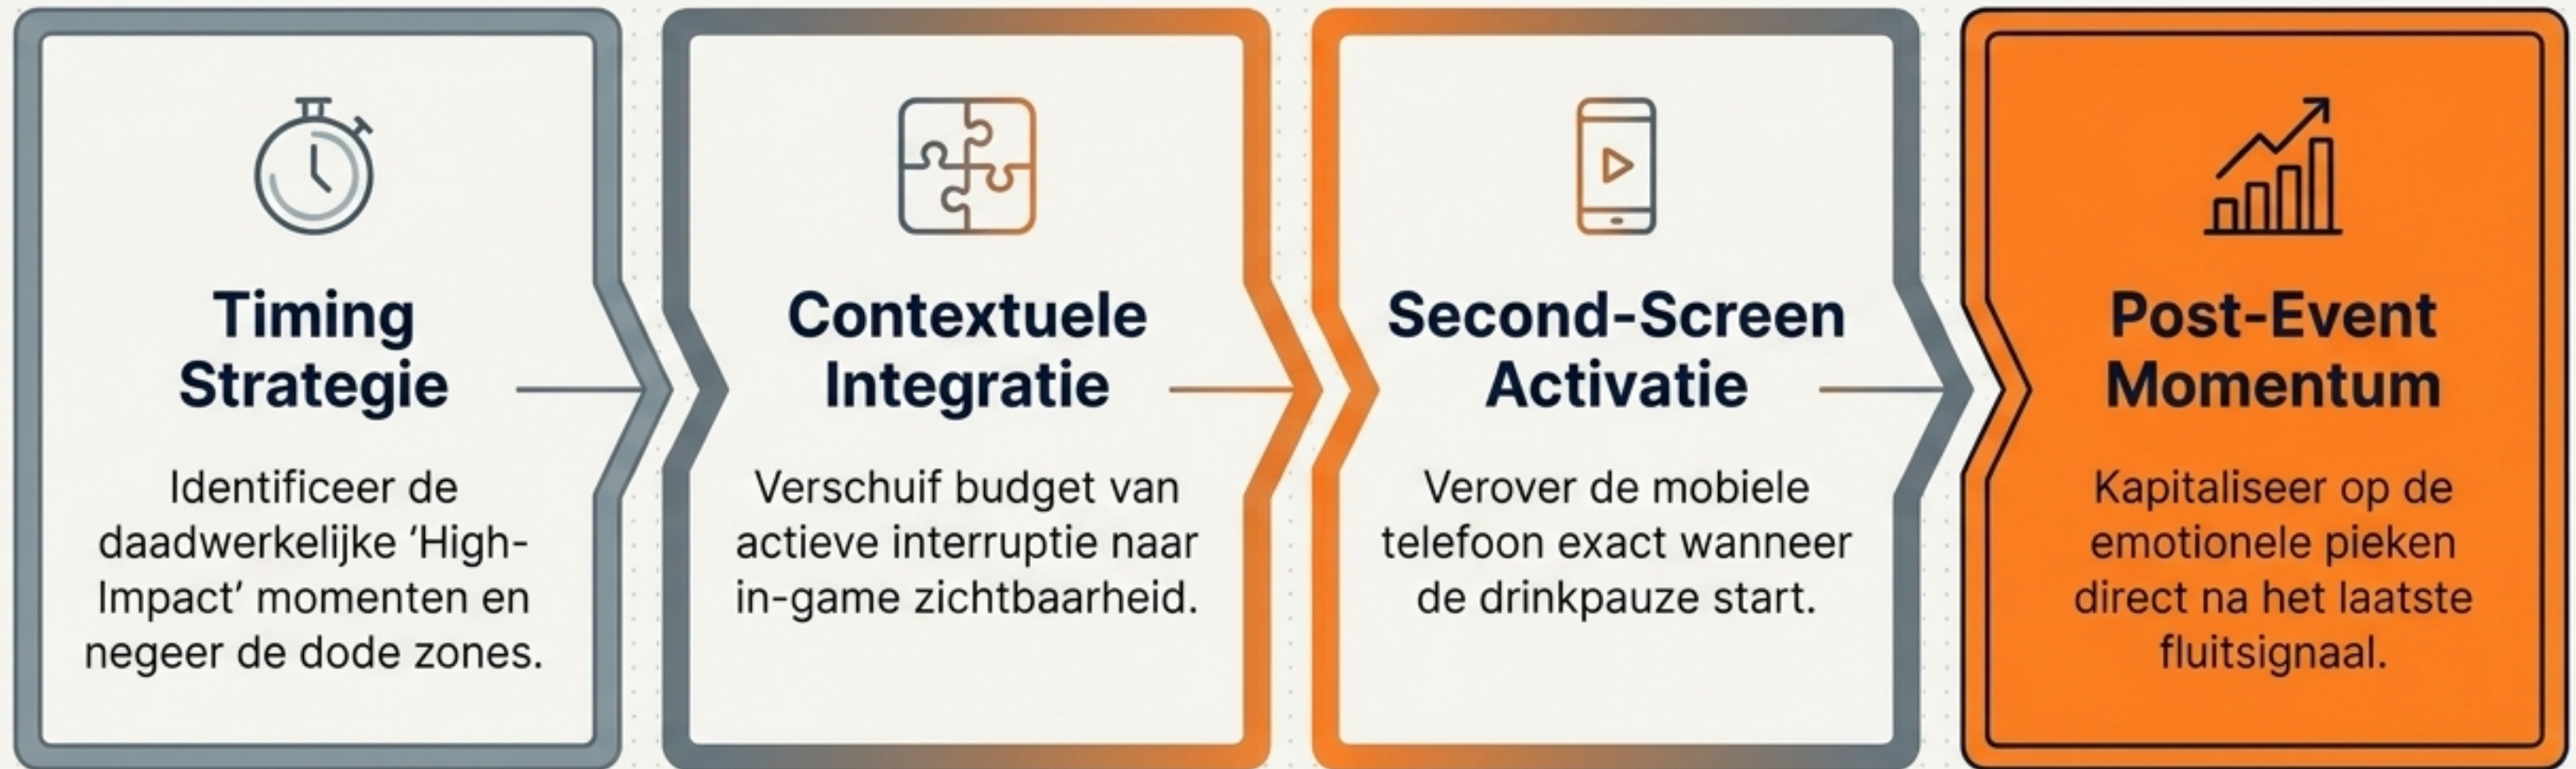 Timing
Strategie
Identificeer de
daadwerkelijke ‘High-
Impact’ momenten en
negeer de dode zones.
Contextuele
Integratie
Verschuif budget van
actieve interruptie naar
in-game zichtbaarheid.
Second-Screen
Activatie
Verover de mobiele
telefoon exact wanneer
de drinkpauze start.
Post-Event
Momentum
Kapitaliseer op de
emotionele pieken
direct na het laatste
fluitsignaal.